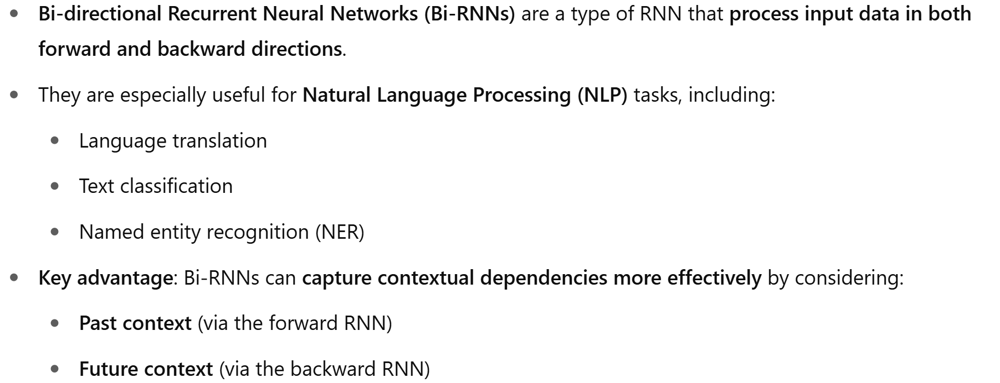 • Bi-directional Recurrent Neural Networks (Bi-RNNs) are a type of RNN that process input data in both
forward and backward directions.
• They are especially useful for Natural Language Processing (NLP) tasks, including:
• Language translation
• Text classification
• Named entity recognition (NER)
• Key advantage: Bi-RNNs can capture contextual dependencies more effectively by considering:
• Past context (via the forward RNN)
• Future context (via the backward RNN)